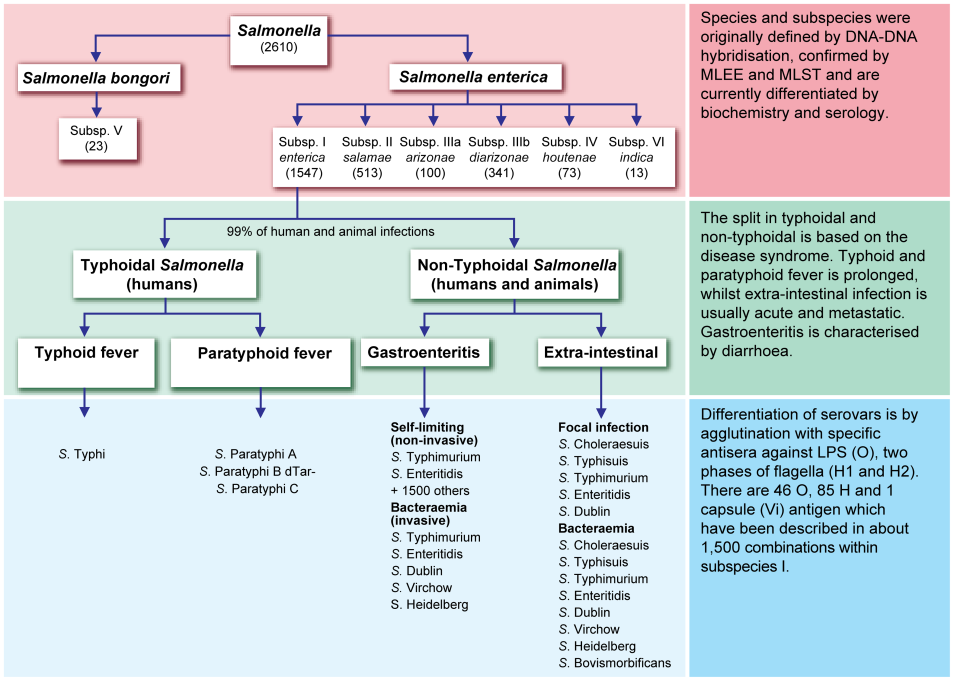 Salmonella
(2610)
Salmonella bongori
Salmonella enterica
Subsp. V
(23)
Subsp. I
enterica
(1547)
Subsp. II
salamae
(513)
Subsp. IIIa
arizonae
(100)
Subsp. IIIb
diarizonae
(341)
Subsp. IV
houtenae
(73)
Subsp. VI
indica
(13)
Species and subspecies were
originally defined by DNA-DNA
hybridisation, confirmed by
MLEE and MLST and are
currently differentiated by
biochemistry and serology.
99% of human and animal infections
Typhoidal Salmonella
(humans)
Non-Typhoidal Salmonella
(humans and animals)
Typhoid fever
Paratyphoid fever
Gastroenteritis
Extra-intestinal
The split in typhoidal and
non-typhoidal is based on the
disease syndrome. Typhoid and
paratyphoid fever is prolonged,
whilst extra-intestinal infection is
usually acute and metastatic.
Gastroenteritis is characterised
by diarrhoea.
S. Typhi
S. Paratyphi A
S. Paratyphi B dTar-
S. Paratyphi C
Self-limiting
(non-invasive)
S. Typhimurium
S. Enteritidis
+ 1500 others
Bacteraemia
(invasive)
S. Typhimurium
S. Enteritidis
S. Dublin
S. Virchow
S. Heidelberg
Focal infection
S. Choleraesuis
S. Typhisuis
S. Typhimurium
S. Enteritidis
S. Dublin
Bacteraemia
S. Choleraesuis
S. Typhisuis
S. Typhimurium
S. Enteritidis
S. Dublin
S. Virchow
S. Heidelberg
S. Bovismorbificans
Differentiation of serovars is by
agglutination with specific
antisera against LPS (O), two
phases of flagella (H1 and H2).
There are 46 O, 85 H and 1
capsule (Vi) antigen which
have been described in about
1,500 combinations within
subspecies I.